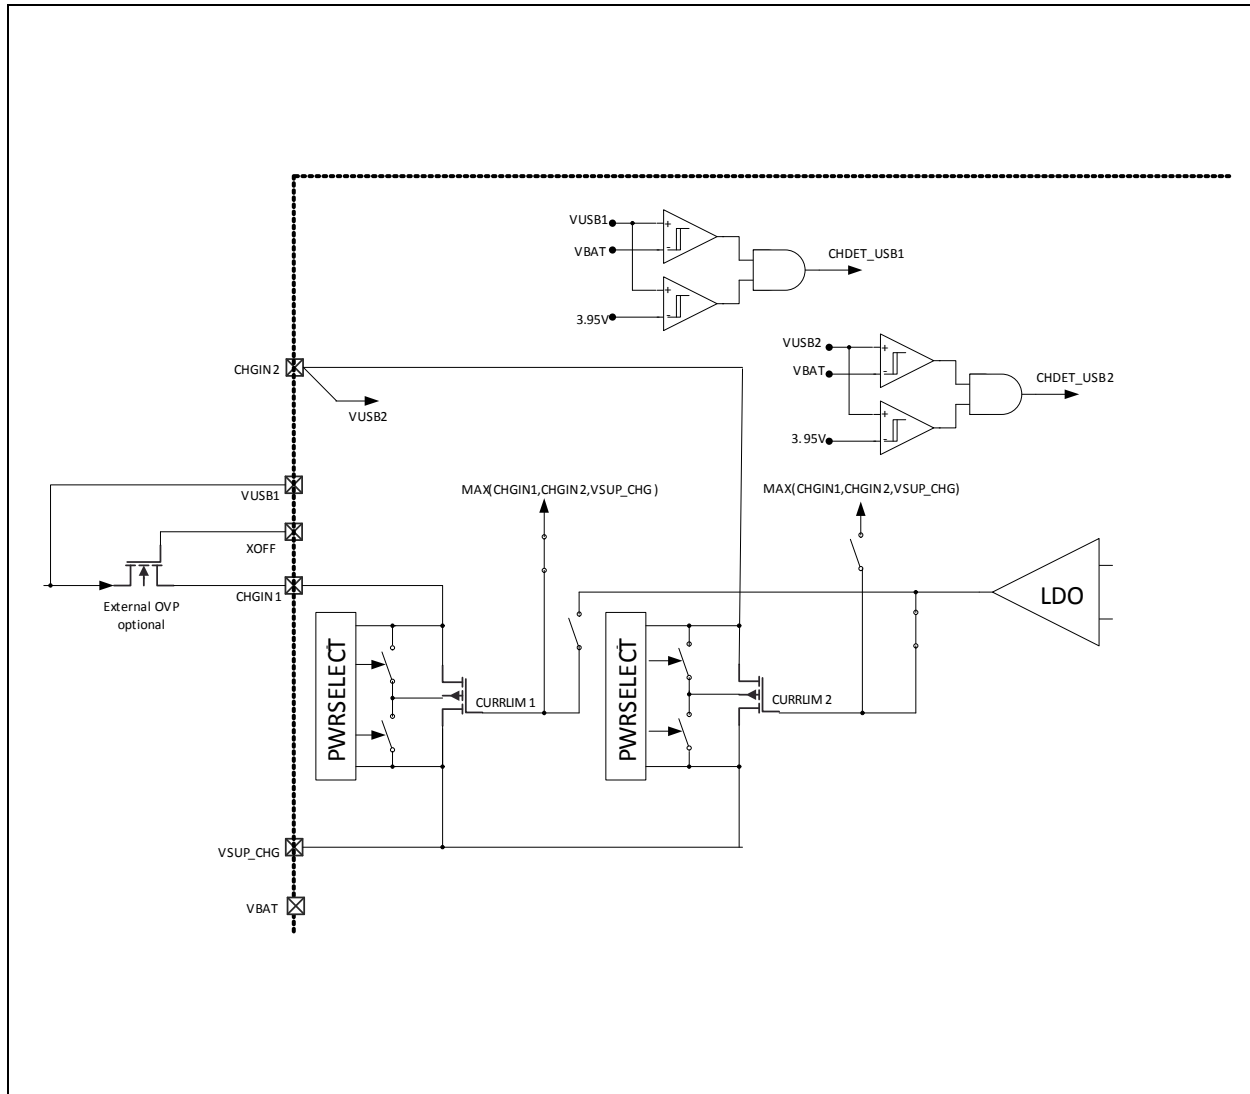 VUSB1
+
VBAT
-
CHDET_USB1
+
3.95V
-
VUSB2
+
CHGIN2
VBAT
-
CHDET_USB2
VUSB2
+
3.95V
-
VUSB1
MAX(CHGIN1,CHGIN2,VSUP_CHG )
MAX(CHGIN1,CHGIN2,VSUP_CHG)
XOFF
CHGIN1
External OVP
optional
LDO
PWRSELECT
CURRLIM 1
PWRSELECT
CURRLIM 2
VSUP_CHG
VBAT